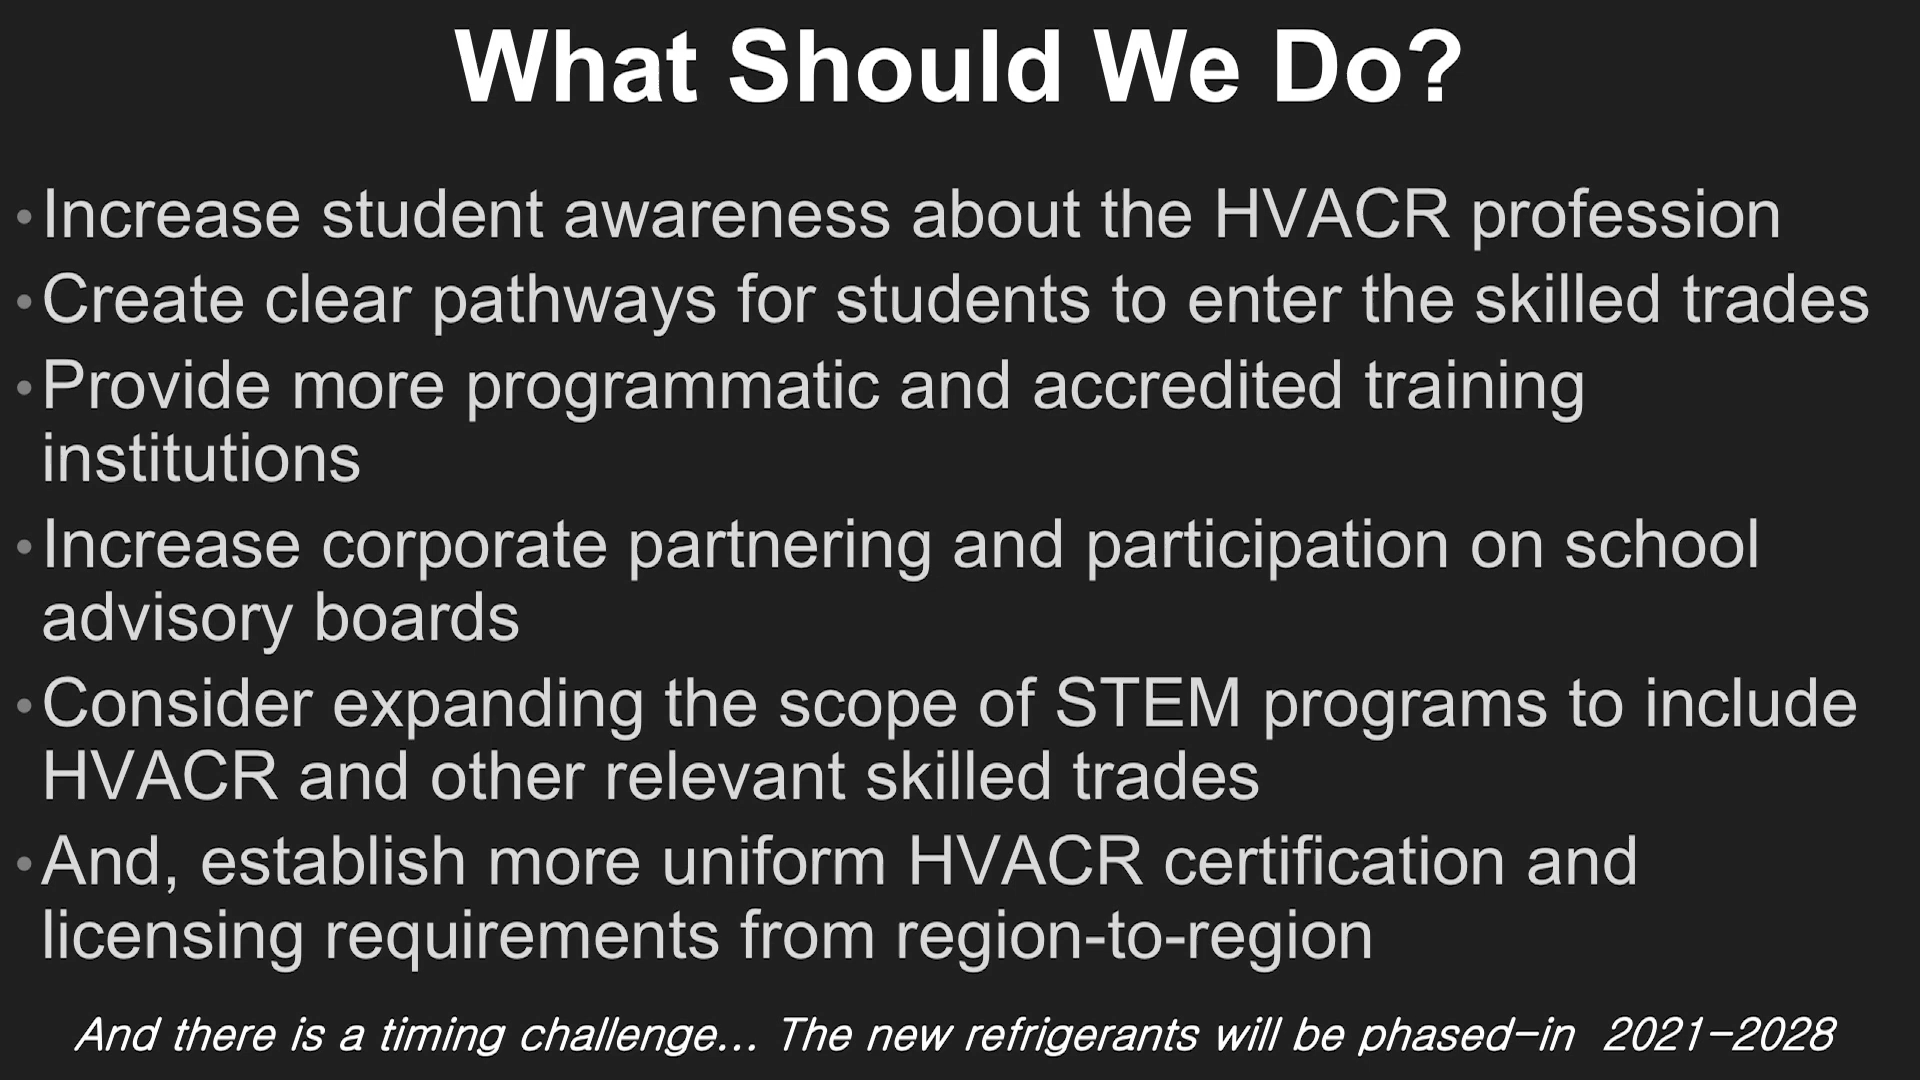 What Should We Do?
•Increase student awareness about the HVACR profession
•Create clear pathways for students to enter the skilled trades
•Provide more programmatic and accredited training
institutions
•Increase corporate partnering and participation on school
advisory boards
•Consider expanding the scope of STEM programs to include
HVACR and other relevant skilled trades
•And, establish more uniform HVACR certification and
licensing requirements from region-to-region
And there is a timing challenge... The new refrigerants will be phased-in 2021-2028